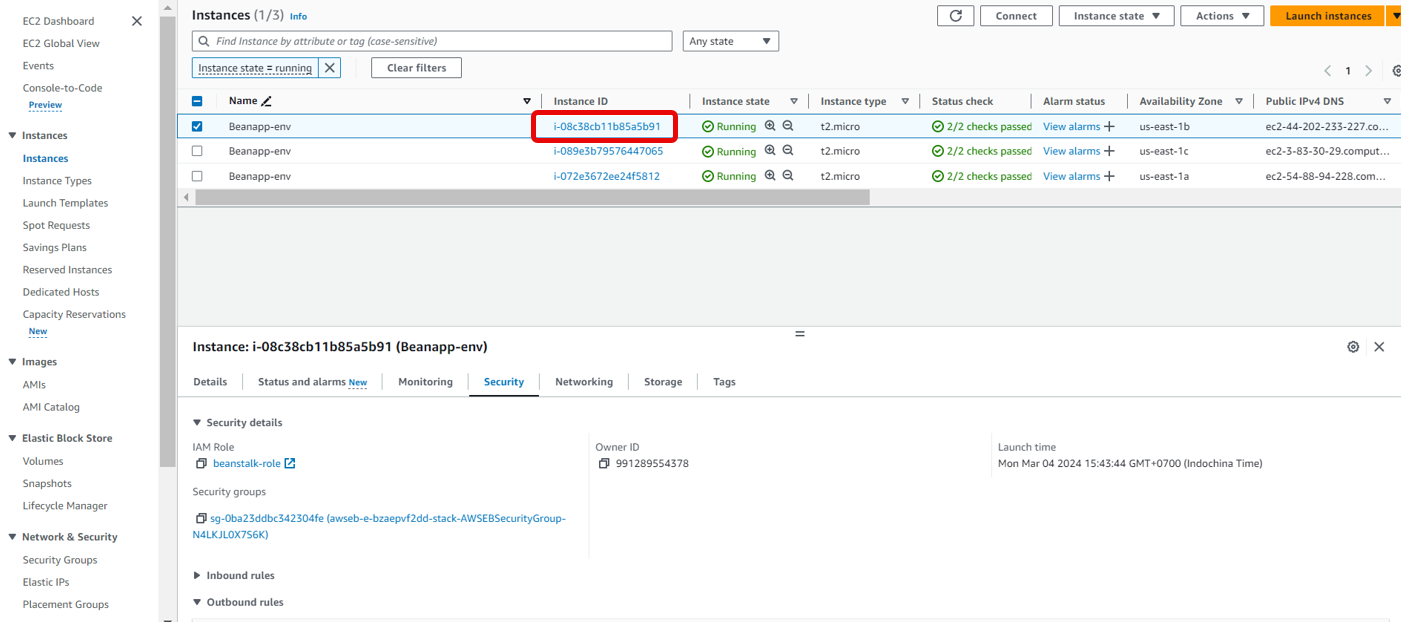 EC2 Dashboard
EC2 Global View
Events
Console-to-Code
Preview
Instances
Instances
Instance Types
Launch Templates
Spot Requests
Savings Plans
Reserved Instances
Dedicated Hosts
Capacity Reservations
New
Images
AMIs
AMI Catalog
Elastic Block Store
Volumes
Snapshots
Lifecycle Manager
Network & Security
Security Groups
Elastic IPs
Placement Groups
Instances (1/3) Info
Connect Instance state Actions Launch instances
Find Instance by attribute or tag (case-sensitive) Any state
Instance state = running Clear filters
1
Name Instance ID Instance state Instance type Status check Alarm status Availability Zone Public IPv4 DNS
Beanapp-env i-08c38cb11b85a5b91 Running t2.micro 2/2 checks passed View alarms us-east-1b ec2-44-202-233-227.co...
Beanapp-env i-089e3b79576447065 Running t2.micro 2/2 checks passed View alarms us-east-1c ec2-3-83-30-29.comput...
Beanapp-env i-072e3672ee24f5812 Running t2.micro 2/2 checks passed View alarms us-east-1a ec2-54-88-94-228.com...
Instance: i-08c38cb11b85a5b91 (Beanapp-env)
Details Status and alarms New Monitoring Security Networking Storage Tags
Security details
IAM Role Owner ID Launch time
beanstalk-role 991289554378 Mon Mar 04 2024 15:43:44 GMT+0700 (Indochina Time)
Security groups
sg-0ba23ddbc342304fe (awseb-e-bzaepvf2dd-stack-AWSEBSecurityGroup-
N4LKJL0X7S6K)
Inbound rules
Outbound rules